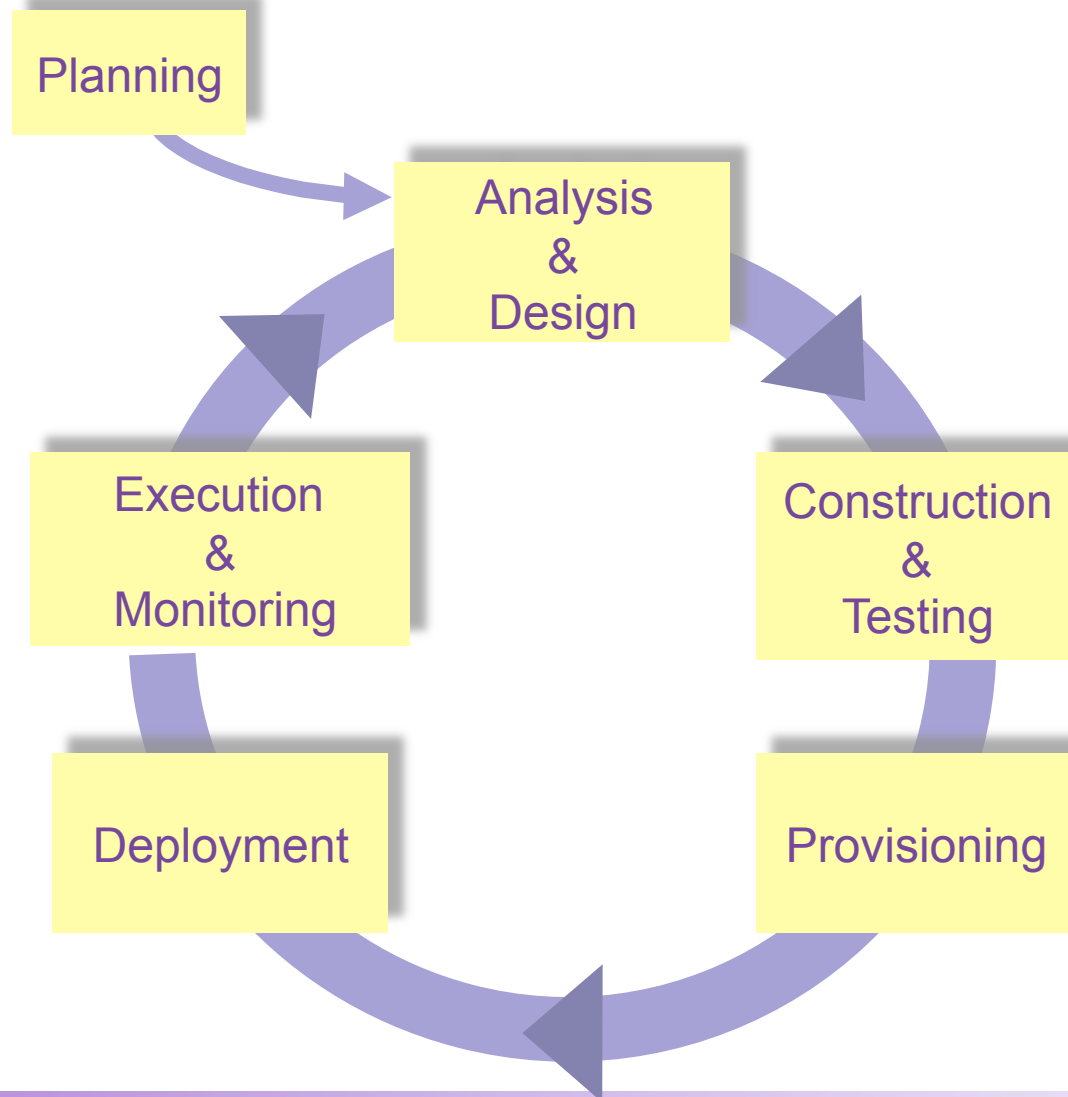 Planning
Analysis
&
Design
Construction
&
Testing
Provisioning
Deployment
Execution
&
Monitoring